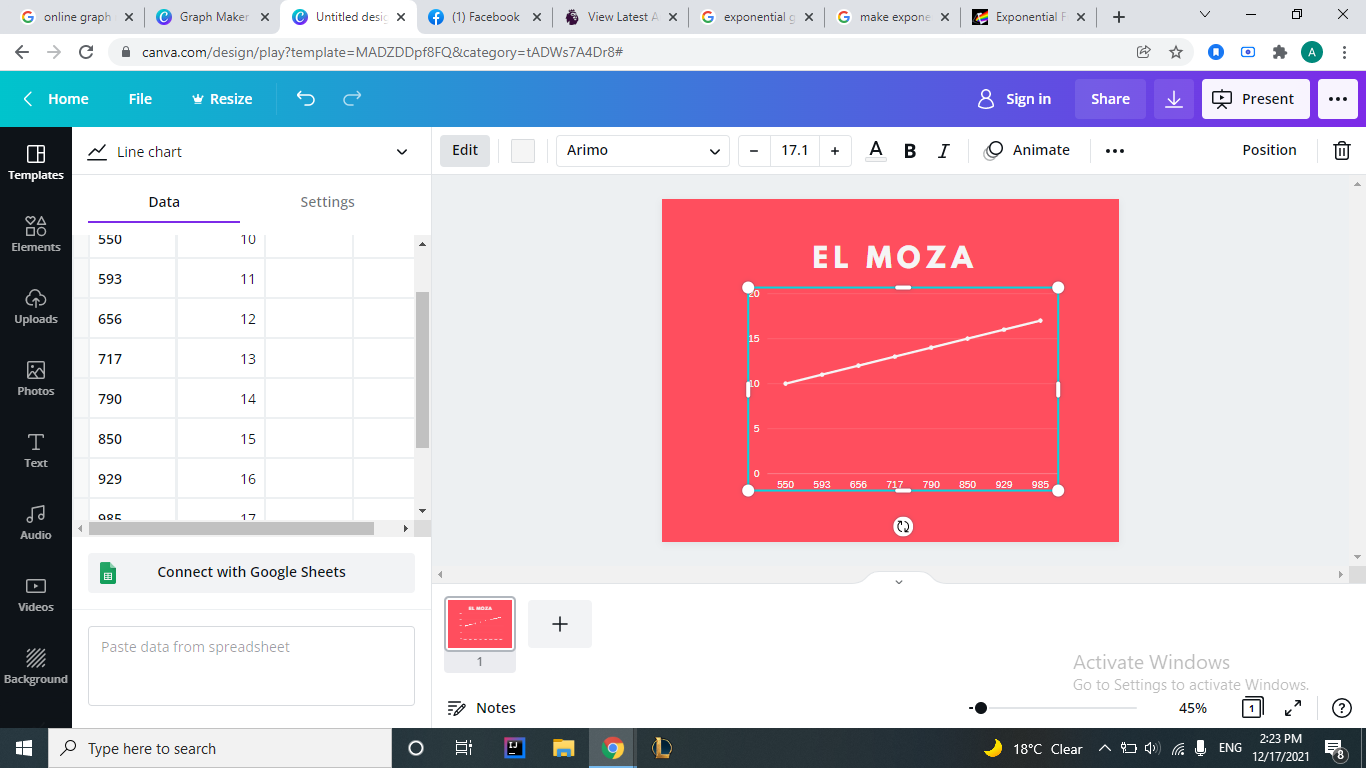 online graph
Graph Maker
Untitled desig
(1) Facebook
View Latest A
exponential g
make expone
Exponential F
canva.com/design/play?template=MADZDDpf8FQ&category=tADWs7A4Dr8#
A
Home File Resize Sign in Share Present
Templates
Elements
Uploads
Photos
Text
Audio
Videos
Background
Line chart
Data Settings
550 10
593 11
656 12
717 13
790 14
850 15
929 16
985 17
Connect with Google Sheets
Paste data from spreadsheet
Edit Arimo – 17.1 + A B I Animate Position
EL MOZA
20
15
10
5
0
550 593 656 717 790 850 929 985
EL MOZA
1
Notes
Activate Windows
Go to Settings to activate Windows.
45% 1 ?
Type here to search
IJ
18°C Clear
ENG
2:23 PM
12/17/2021
8